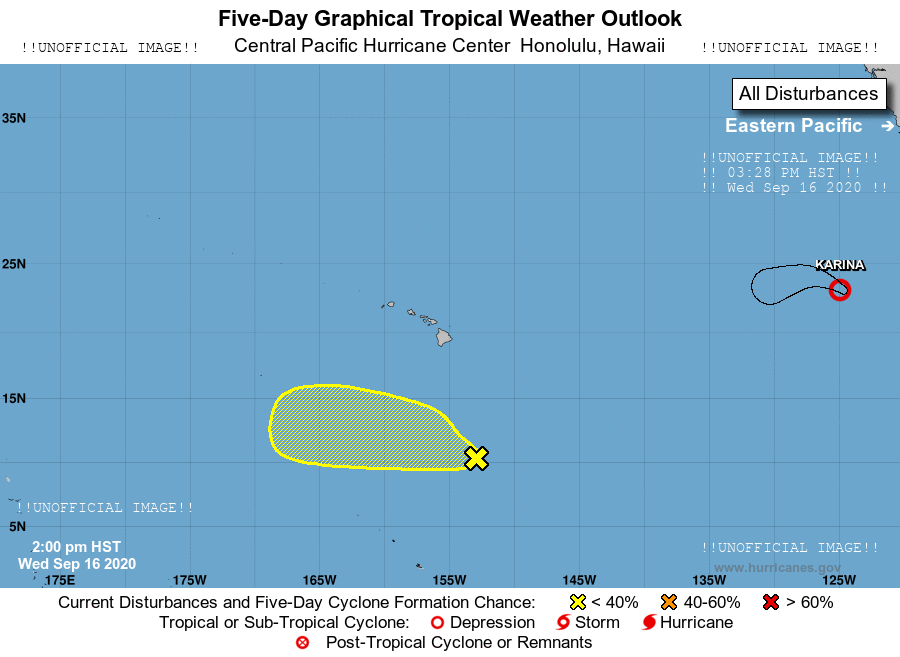 Five-Day Graphical Tropical Weather Outlook
!!UNOFFICIAL IMAGE!! Central Pacific Hurricane Center Honolulu, Hawaii !!UNOFFICIAL IMAGE!!
All Disturbances
35N
Eastern Pacific →
!!UNOFFICIAL IMAGE!!
!! 03:28 PM HST !!
!! Wed Sep 16 2020 !!
25N
KARINA
15N
!!UNOFFICIAL IMAGE!!
5N
2:00 pm HST
Wed Sep 16 2020
!!UNOFFICIAL IMAGE!!
www.hurricanes.gov
175E 175W 165W 155W 145W 135W 125W
Current Disturbances and Five-Day Cyclone Formation Chance: < 40% 40-60% > 60%
Tropical or Sub-Tropical Cyclone: Depression Storm Hurricane
Post-Tropical Cyclone or Remnants